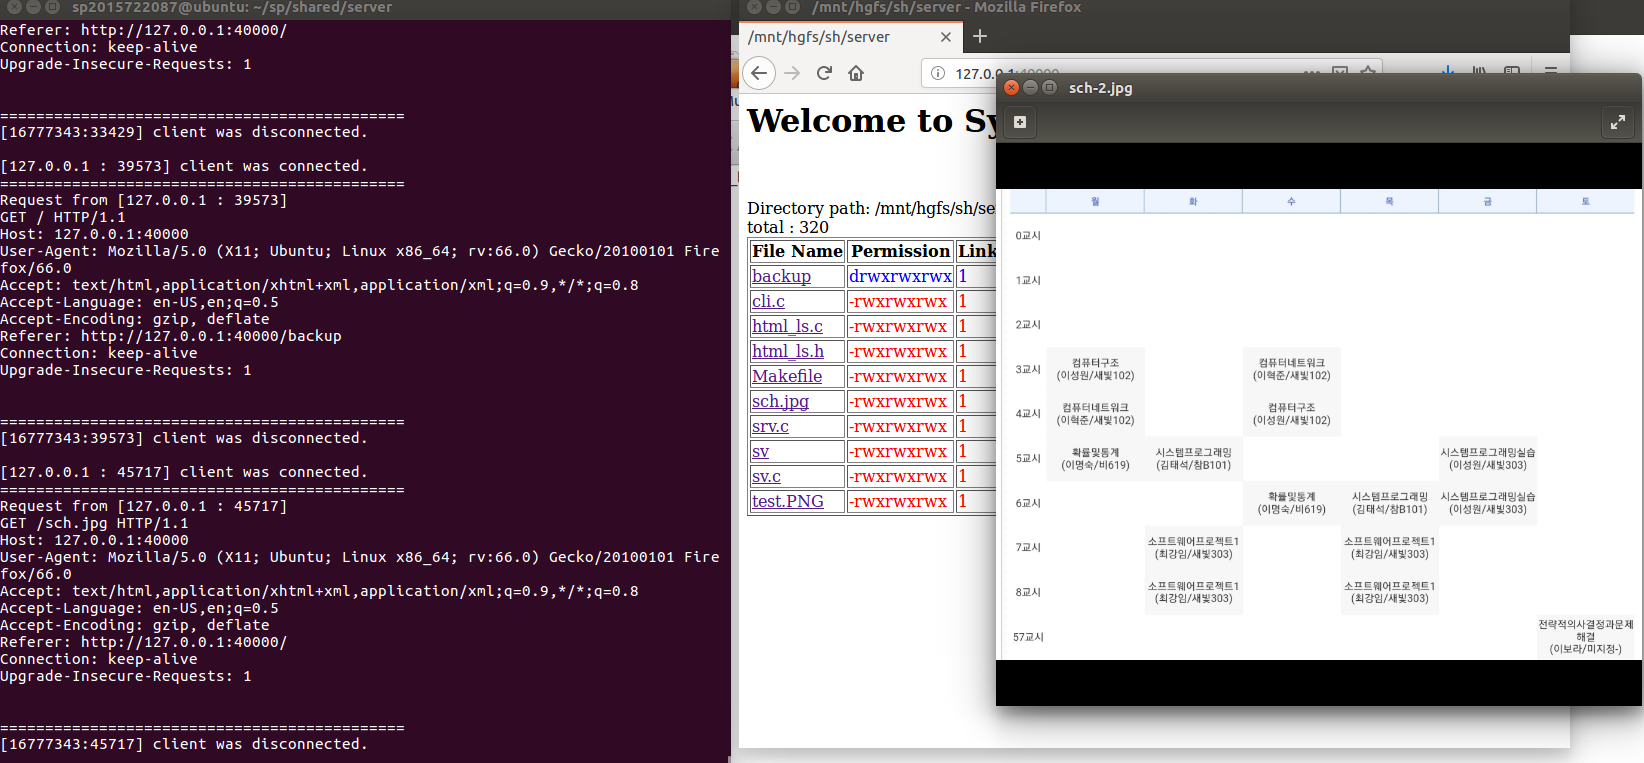 sp2015722087@ubuntu: ~/sp/shared/server
Referer: http://127.0.0.1:40000/
Connection: keep-alive
Upgrade-Insecure-Requests: 1
=============================================
[16777343:33429] client was disconnected.
[127.0.0.1 : 39573] client was connected.
=============================================
Request from [127.0.0.1 : 39573]
GET / HTTP/1.1
Host: 127.0.0.1:40000
User-Agent: Mozilla/5.0 (X11; Ubuntu; Linux x86_64; rv:66.0) Gecko/20100101 Fire
fox/66.0
Accept: text/html,application/xhtml+xml,application/xml;q=0.9,*/*;q=0.8
Accept-Language: en-US,en;q=0.5
Accept-Encoding: gzip, deflate
Referer: http://127.0.0.1:40000/backup
Connection: keep-alive
Upgrade-Insecure-Requests: 1
=============================================
[16777343:39573] client was disconnected.
[127.0.0.1 : 45717] client was connected.
=============================================
Request from [127.0.0.1 : 45717]
GET /sch.jpg HTTP/1.1
Host: 127.0.0.1:40000
User-Agent: Mozilla/5.0 (X11; Ubuntu; Linux x86_64; rv:66.0) Gecko/20100101 Fire
fox/66.0
Accept: text/html,application/xhtml+xml,application/xml;q=0.9,*/*;q=0.8
Accept-Language: en-US,en;q=0.5
Accept-Encoding: gzip, deflate
Referer: http://127.0.0.1:40000/
Connection: keep-alive
Upgrade-Insecure-Requests: 1
=============================================
[16777343:45717] client was disconnected.
/mnt/hgfs/sh/server - Mozilla Firefox
/mnt/hgfs/sh/server
127.0.0.1:40000
Welcome to Sy
Directory path: /mnt/hgfs/sh/se
total : 320
File Name Permission Link
backup drwxrwxrwx 1
cli.c -rwxrwxrwx 1
html_ls.c -rwxrwxrwx 1
html_ls.h -rwxrwxrwx 1
Makefile -rwxrwxrwx 1
sch.jpg -rwxrwxrwx 1
srv.c -rwxrwxrwx 1
sv -rwxrwxrwx 1
sv.c -rwxrwxrwx 1
test.PNG -rwxrwxrwx 1
sch-2.jpg
월 화 수 목 금 토
0교시
1교시
2교시
3교시 컴퓨터구조 컴퓨터네트워크
(이성원/새빛102) (이혁준/새빛102)
4교시 컴퓨터네트워크 컴퓨터구조
(이혁준/새빛102) (이성원/새빛102)
5교시 확률및통계 시스템프로그래밍 시스템프로그래밍실습
(이명숙/비619) (김태석/참B101) (이성원/새빛303)
6교시 확률및통계 시스템프로그래밍 시스템프로그래밍실습
(이명숙/비619) (김태석/참B101) (이성원/새빛303)
7교시 소프트웨어프로젝트1 소프트웨어프로젝트1
(최강임/새빛303) (최강임/새빛303)
8교시 소프트웨어프로젝트1 소프트웨어프로젝트1
(최강임/새빛303) (최강임/새빛303)
57교시 전략적의사결정과문제
해결
(이보라/미지정-)